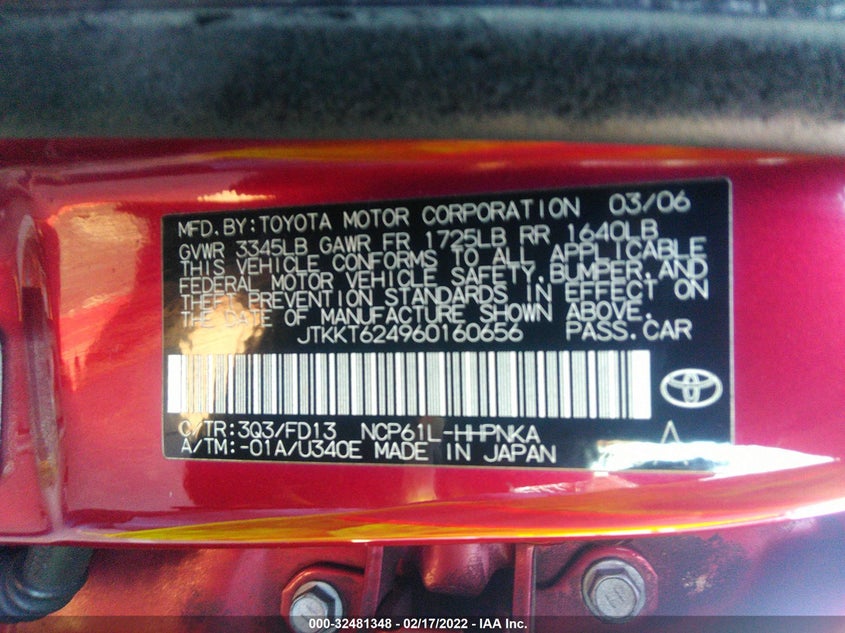 MFD. BY: TOYOTA MOTOR CORPORATION 03/06
GVWR 3345LB GAWR FR 1725LB RR 1640LB
THIS VEHICLE CONFORMS TO ALL APPLICABLE
FEDERAL MOTOR VEHICLE SAFETY, BUMPER, AND
THEFT PREVENTION STANDARDS IN EFFECT ON
THE DATE OF MANUFACTURE SHOWN ABOVE.
JTKKT624960160656 PASS. CAR
C/TR: 3Q3/FD13 NCP61L-HHPNKA
A/TM: -01A/U340E MADE IN JAPAN
000-32481348 - 02/17/2022 - IAA Inc.